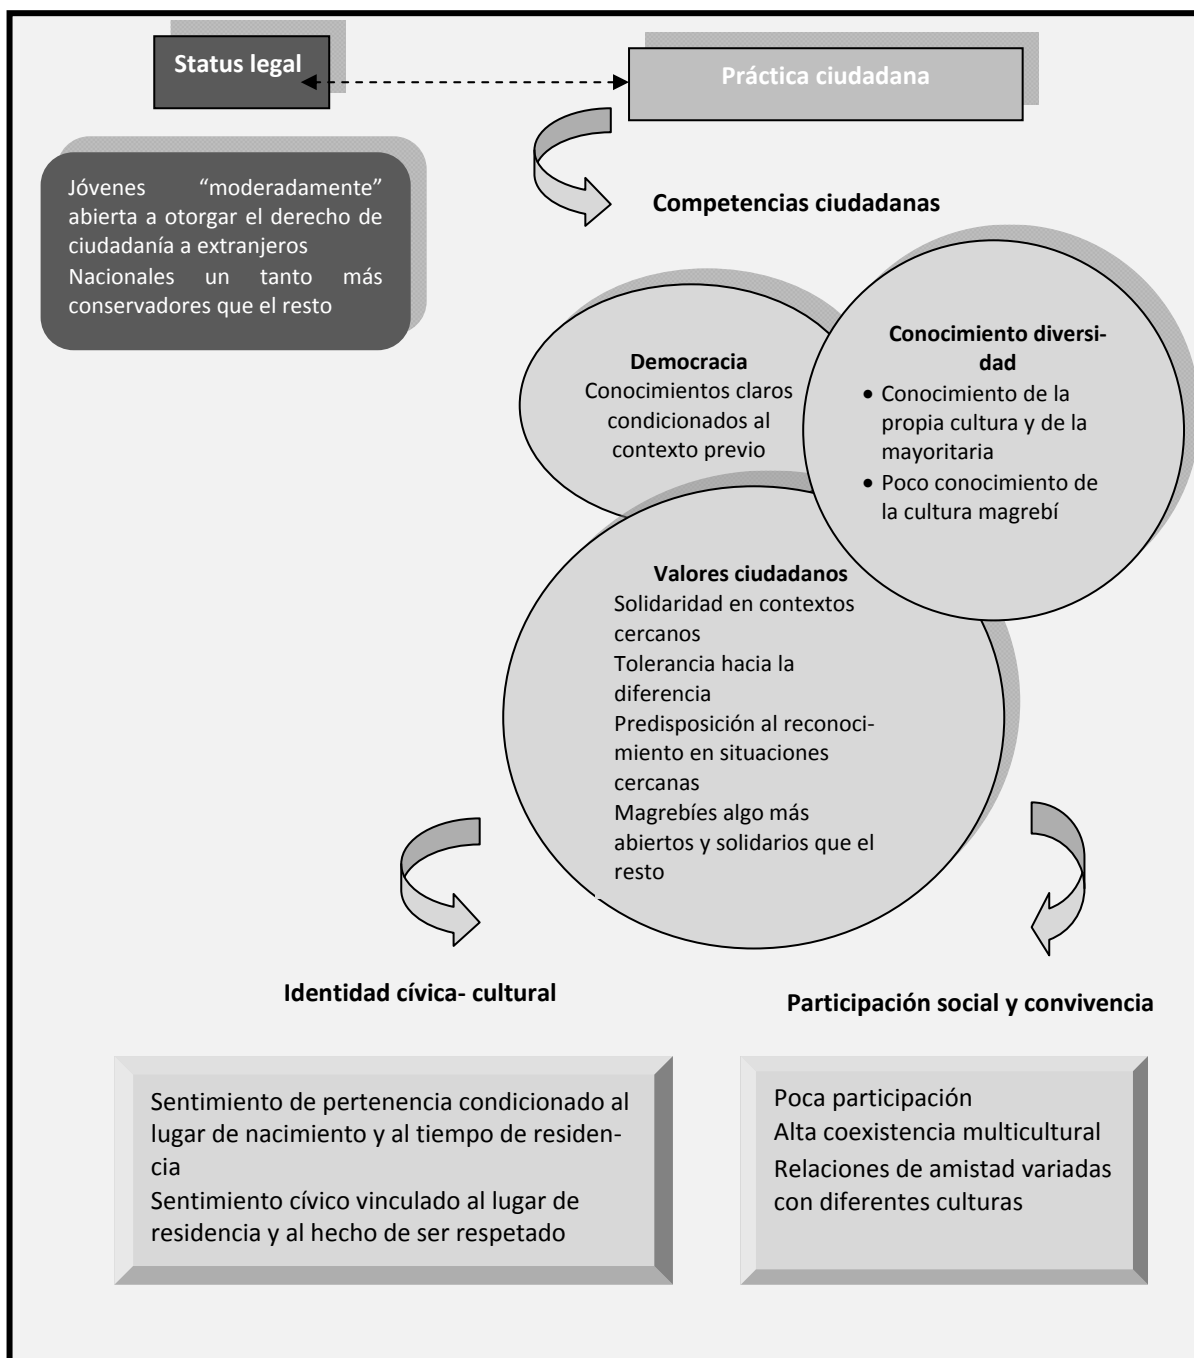 Status legal
Práctica ciudadana
Jóvenes “moderadamente”
abierta a otorgar el derecho de
ciudadanía a extranjeros
Nacionales un tanto más
conservadores que el resto
Competencias ciudadanas
Democracia
Conocimientos claros
condicionados al
contexto previo
Conocimiento diversi-
dad
• Conocimiento de la
propia cultura y de la
mayoritaria
• Poco conocimiento de
la cultura magrebí
Valores ciudadanos
Solidaridad en contextos
cercanos
Tolerancia hacia la
diferencia
Predisposición al reconoci-
miento en situaciones
cercanas
Magrebíes algo más
abiertos y solidarios que el
resto
Identidad cívica- cultural
Sentimiento de pertenencia condicionado al
lugar de nacimiento y al tiempo de residen-
cia
Sentimiento cívico vinculado al lugar de
residencia y al hecho de ser respetado
Participación social y convivencia
Poca participación
Alta coexistencia multicultural
Relaciones de amistad variadas
con diferentes culturas